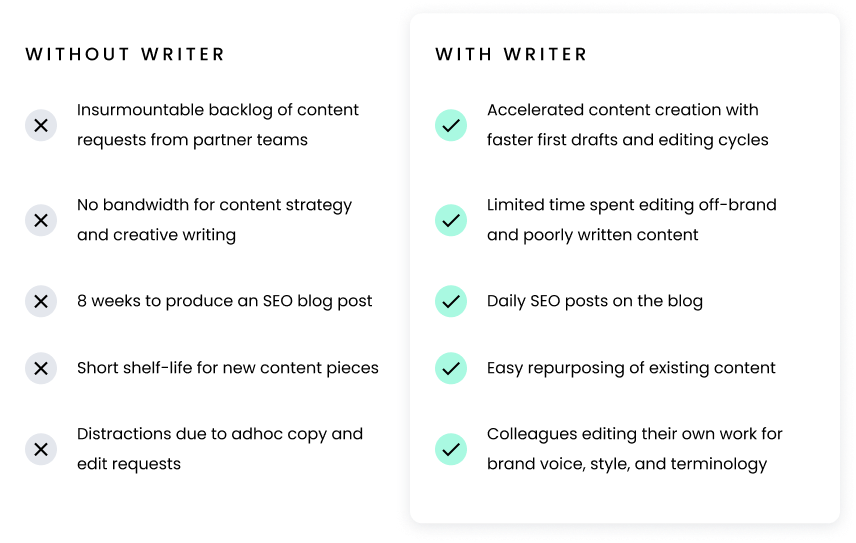 WITHOUT WRITER
Insurmountable backlog of content
requests from partner teams
No bandwidth for content strategy
and creative writing
8 weeks to produce an SEO blog post
Short shelf-life for new content pieces
Distractions due to adhoc copy and
edit requests
WITH WRITER
Accelerated content creation with
faster first drafts and editing cycles
Limited time spent editing off-brand
and poorly written content
Daily SEO posts on the blog
Easy repurposing of existing content
Colleagues editing their own work for
brand voice, style, and terminology